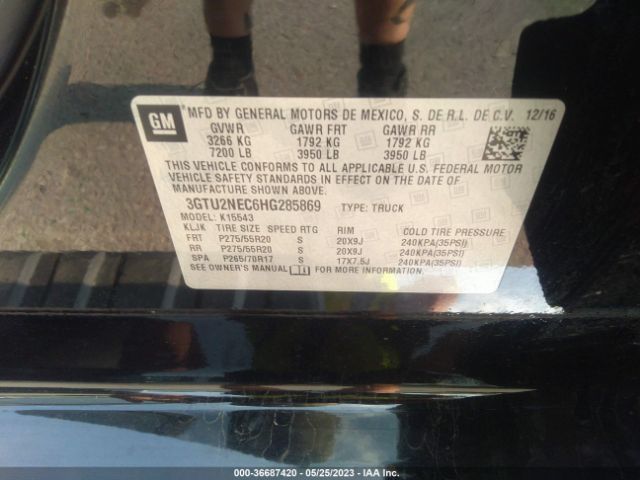 GM MFD BY GENERAL MOTORS DE MEXICO, S. DE R.L. DE C.V. 12/16
GVWR GAWR FRT GAWR RR
3266 KG 1792 KG 1792 KG
7200 LB 3950 LB 3950 LB
THIS VEHICLE CONFORMS TO ALL APPLICABLE U.S. FEDERAL MOTOR
VEHICLE SAFETY STANDARDS IN EFFECT ON THE DATE OF
MANUFACTURE SHOWN ABOVE.
3GTU2NEC6HG285869 TYPE: TRUCK
MODEL: K15543
KLJK TIRE SIZE SPEED RTG RIM COLD TIRE PRESSURE
FRT P275/55R20 S 20X9J 240KPA(35PSI)
RR P275/55R20 S 20X9J 240KPA(35PSI)
SPA P265/70R17 S 17X7.5J 240KPA(35PSI)
SEE OWNER'S MANUAL FOR MORE INFORMATION.
000-36687420 - 05/25/2023 - IAA Inc.